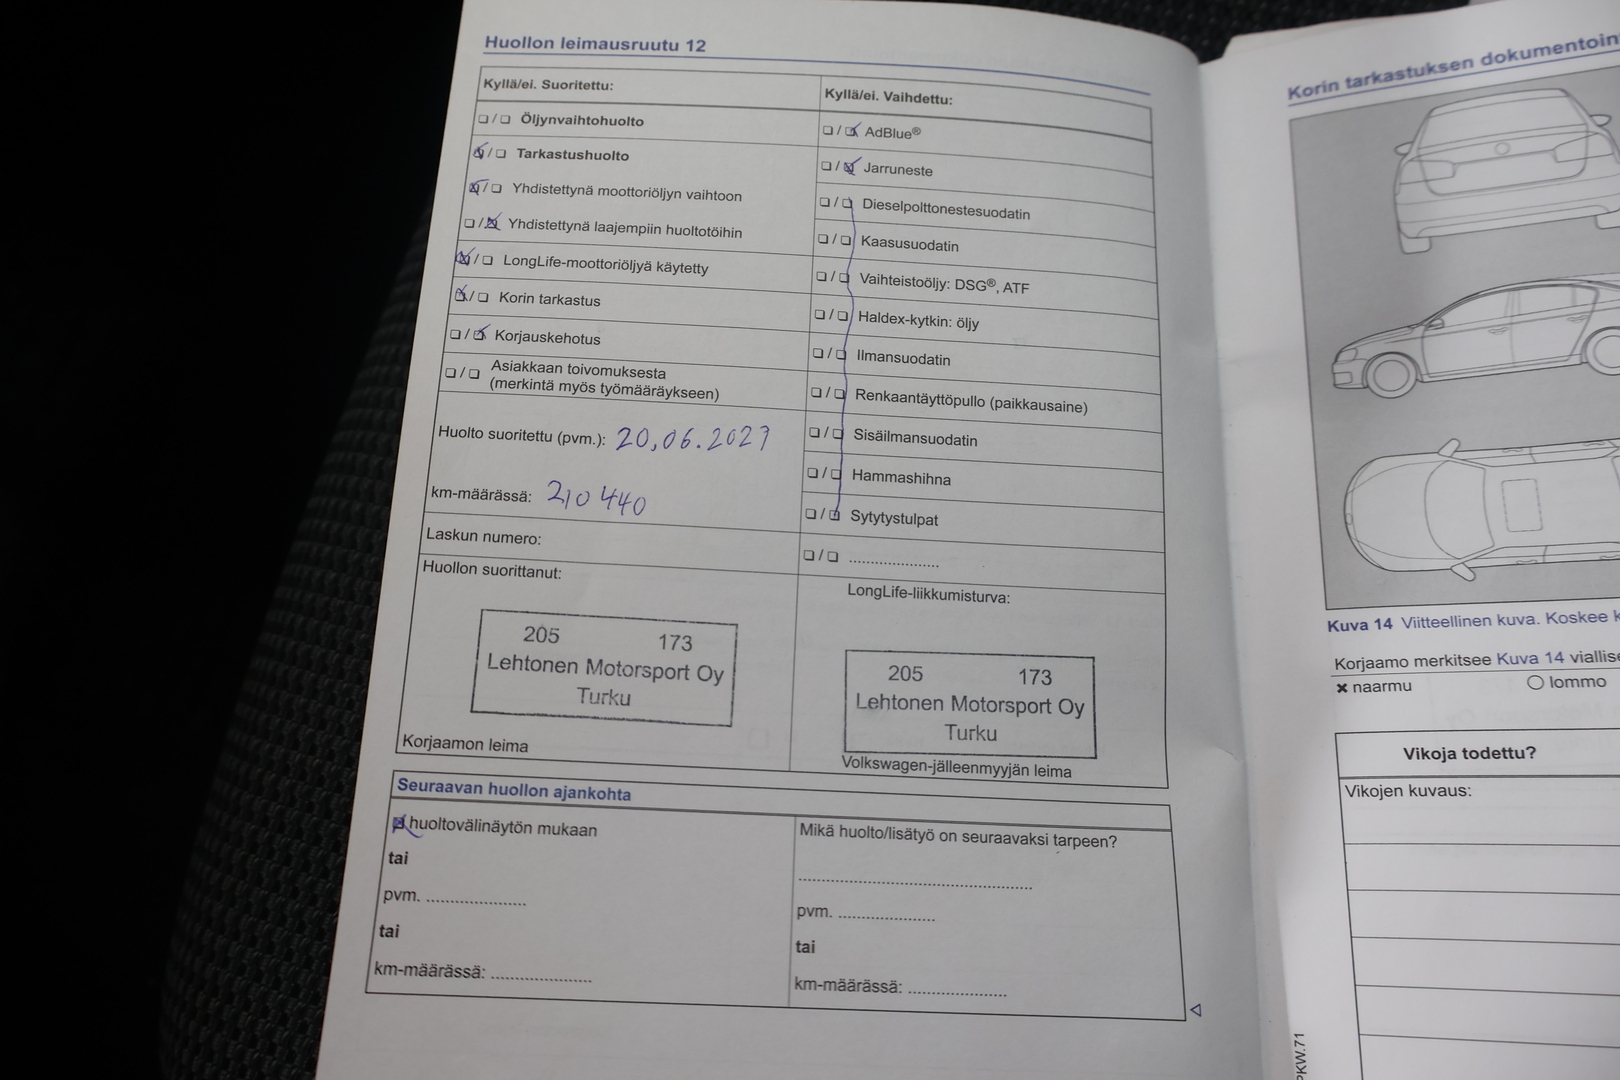 Huollon leimausruutu 12
Kyllä/ei. Suoritettu:
❏ / ❏ Öljynvaihtohuolto
☑ / ❏ Tarkastushuolto
☑ / ❏ Yhdistettynä moottoriöljyn vaihtoon
❏ / ☑ Yhdistettynä laajempiin huoltotöihin
☑ / ❏ LongLife-moottoriöljyä käytetty
☑ / ❏ Korin tarkastus
❏ / ☑ Korjauskehotus
❏ / ❏ Asiakkaan toivomuksesta
(merkintä myös työmääräykseen)
Huolto suoritettu (pvm.): 20.06.2023
km-määrässä: 210 440
Laskun numero:
Huollon suorittanut:
205 173
Lehtonen Motorsport Oy
Turku
Korjaamon leima
Kyllä/ei. Vaihdettu:
❏ / ☑ AdBlue®
❏ / ☑ Jarruneste
❏ / ❏ Dieselpolttonestesuodatin
❏ / ❏ Kaasusuodatin
❏ / ❏ Vaihteistoöljy: DSG®, ATF
❏ / ❏ Haldex-kytkin: öljy
❏ / ❏ Ilmansuodatin
❏ / ❏ Renkaantäyttöpullo (paikkausaine)
❏ / ❏ Sisäilmansuodatin
❏ / ❏ Hammashihna
❏ / ❏ Sytytystulpat
❏ / ❏ ......................
LongLife-liikkumisturva:
205 173
Lehtonen Motorsport Oy
Turku
Volkswagen-jälleenmyyjän leima
Seuraavan huollon ajankohta
☑ huoltovälinäytön mukaan
tai
pvm. ......................
tai
km-määrässä: ......................
Mikä huolto/lisätyö on seuraavaksi tarpeen?
......................
pvm. ......................
tai
km-määrässä: ......................
Korin tarkastuksen dokumentoin
Kuva 14 Viitteellinen kuva. Koskee
Korjaamo merkitsee Kuva 14 viallise
✖ naarmu ○ lommo
Vikoja todettu?
Vikojen kuvaus:
PKW.71